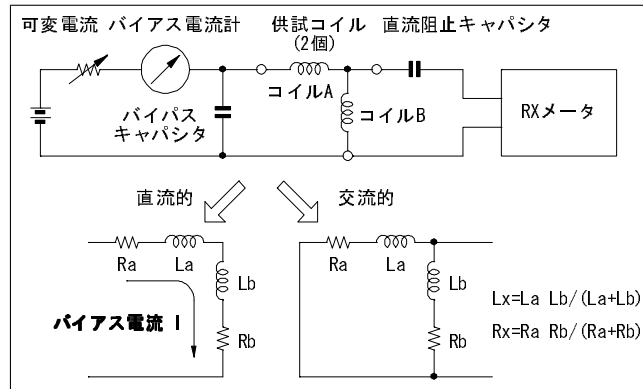 可変電流 バイアス電流計
供試コイル
(2個)
直流阻止キャパシタ
コイルA
バイパス
キャパシタ
コイルB
RXメータ
直流的
交流的
Ra
La
Lb
Rb
バイアス電流 I
Ra
La
Lb
Rb
Lx=La Lb/(La+Lb)
Rx=Ra Rb/(Ra+Rb)